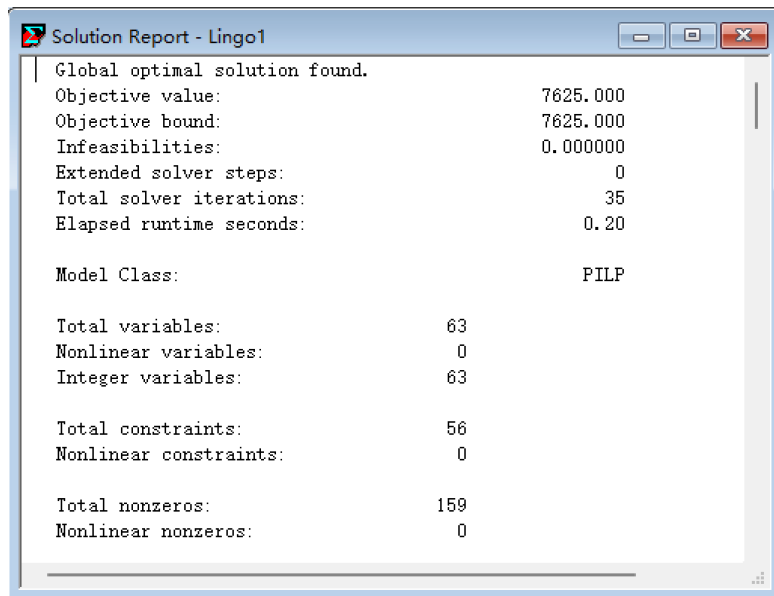 Solution Report - Lingo1
Global optimal solution found.
Objective value: 7625.000
Objective bound: 7625.000
Infeasibilities: 0.000000
Extended solver steps: 0
Total solver iterations: 35
Elapsed runtime seconds: 0.20
Model Class: PILP
Total variables: 63
Nonlinear variables: 0
Integer variables: 63
Total constraints: 56
Nonlinear constraints: 0
Total nonzeros: 159
Nonlinear nonzeros: 0